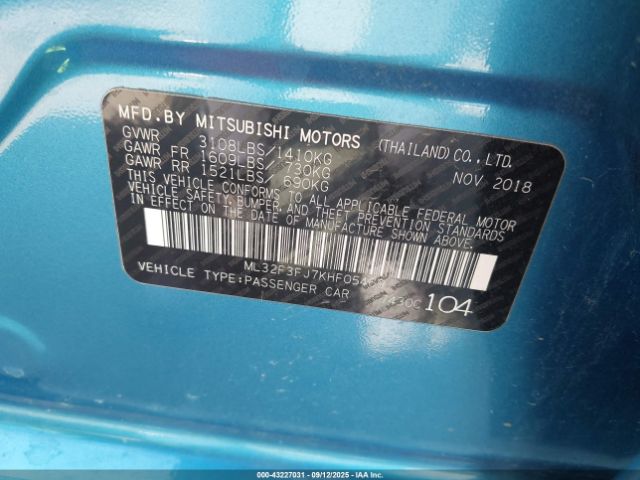 MFD.BY MITSUBISHI MOTORS (THAILAND) CO., LTD.
GVWR 3108LBS/1410KG NOV 2018
GAWR FR 1609LBS/ 730KG
GAWR RR 1521LBS/ 690KG
THIS VEHICLE CONFORMS TO ALL APPLICABLE FEDERAL MOTOR
VEHICLE SAFETY, BUMPER, AND THEFT PREVENTION STANDARDS
IN EFFECT ON THE DATE OF MANUFACTURE SHOWN ABOVE.
VEHICLE TYPE:PASSENGER CAR 104
000-43227031 - 09/12/2025 - IAAI.CA